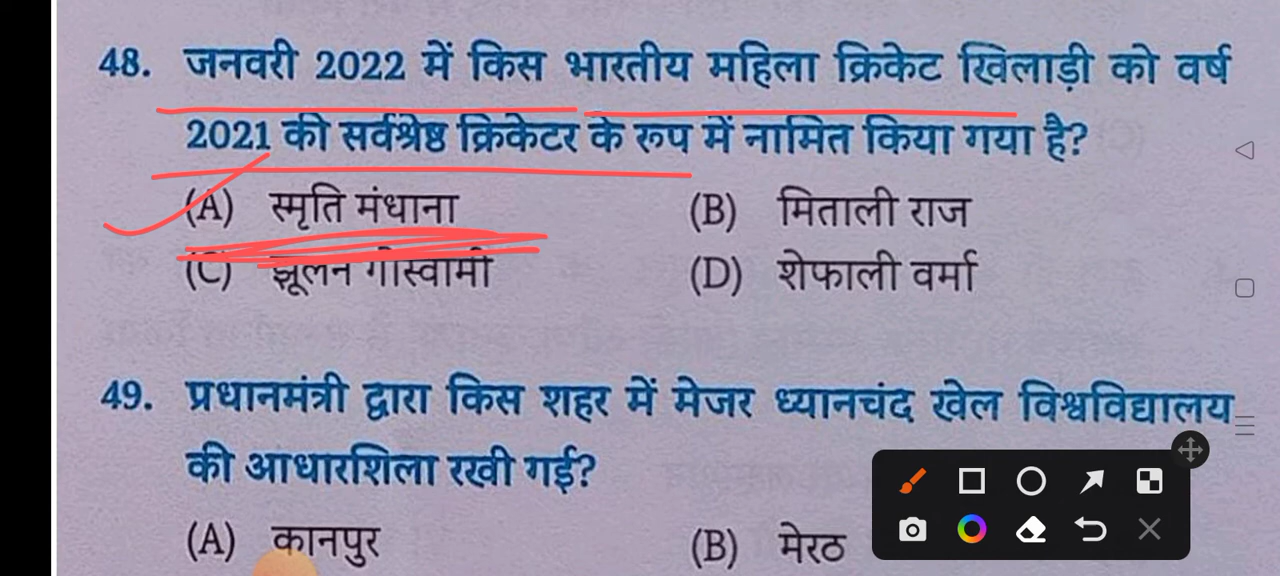 48. जनवरी 2022 में किस भारतीय महिला क्रिकेट खिलाड़ी को वर्ष
2021 की सर्वश्रेष्ठ क्रिकेटर के रूप में नामित किया गया है?
(A) स्मृति मंधाना (B) मिताली राज
(C) झूलन गोस्वामी (D) शेफाली वर्मा
49. प्रधानमंत्री द्वारा किस शहर में मेजर ध्यानचंद खेल विश्वविद्यालय
की आधारशिला रखी गई?
(A) कानपुर (B) मेरठ